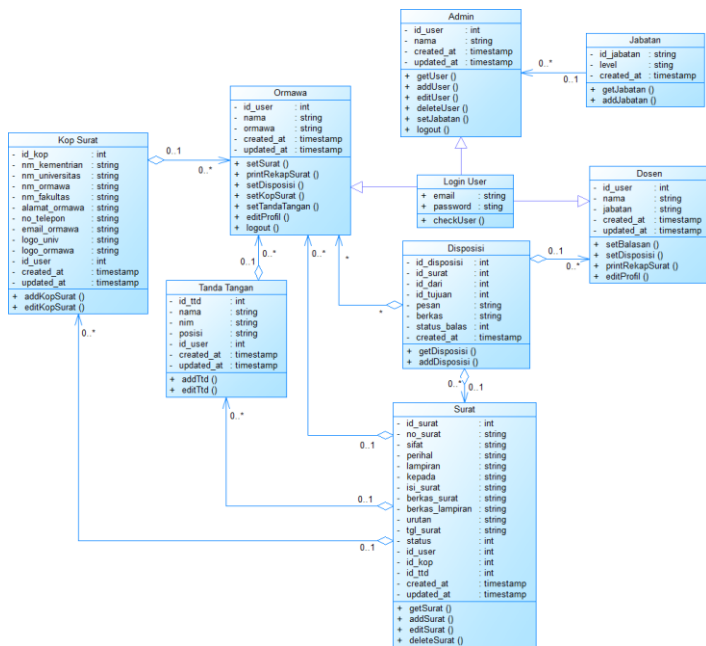 Admin
- id_user : int
- nama : string
- created_at : timestamp
- updated_at : timestamp
+ getUser ()
+ addUser ()
+ editUser ()
+ deleteUser ()
+ setJabatan ()
+ logout ()
0..*
0..1
Jabatan
- id_jabatan : string
- level : sting
- created_at : timestamp
+ getJabatan ()
+ addJabatan ()
Ormawa
- id_user : int
- nama : string
- ormawa : string
- created_at : timestamp
- updated_at : timestamp
+ setSurat ()
+ printRekapSurat ()
+ setDisposisi ()
+ setKopSurat ()
+ setTandaTangan ()
+ editProfil ()
+ logout ()
Kop Surat
- id_kop : int
- nm_kementrian : string
- nm_universitas : string
- nm_ormawa : string
- nm_fakultas : string
- alamat_ormawa : string
- no_telepon : string
- email_ormawa : string
- logo_univ : string
- logo_ormawa : string
- id_user : int
- created_at : timestamp
- updated_at : timestamp
+ addKopSurat ()
+ editKopSurat ()
0..1
0..*
Login User
+ email : string
+ password : string
+ checkUser ()
Dosen
- id_user : int
- nama : string
- jabatan : string
- created_at : timestamp
- updated_at : timestamp
+ setBalasan ()
+ setDisposisi ()
+ printRekapSurat ()
+ editProfil ()
0..*
0..1
0..*
*
Disposisi
- id_disposisi : int
- id_surat : int
- id_dari : int
- id_tujuan : int
- pesan : string
- berkas : string
- status_balas : int
- created_at : timestamp
+ getDisposisi ()
+ addDisposisi ()
0..1
0..*
*
Tanda Tangan
- id_ttd : int
- nama : string
- nim : string
- posisi : string
- id_user : int
- created_at : timestamp
- updated_at : timestamp
+ addTtd ()
+ editTtd ()
0..*
0..*
0..*
0..1
Surat
- id_surat : int
- no_surat : string
- sifat : string
- perihal : string
- lampiran : string
- kepada : string
- isi_surat : string
- berkas_surat : string
- berkas_lampiran : string
- urutan : string
- tgl_surat : string
- status : int
- id_user : int
- id_kop : int
- id_ttd : int
- created_at : timestamp
- updated_at : timestamp
+ getSurat ()
+ addSurat ()
+ editSurat ()
+ deleteSurat ()
0..1
0..1
0..1